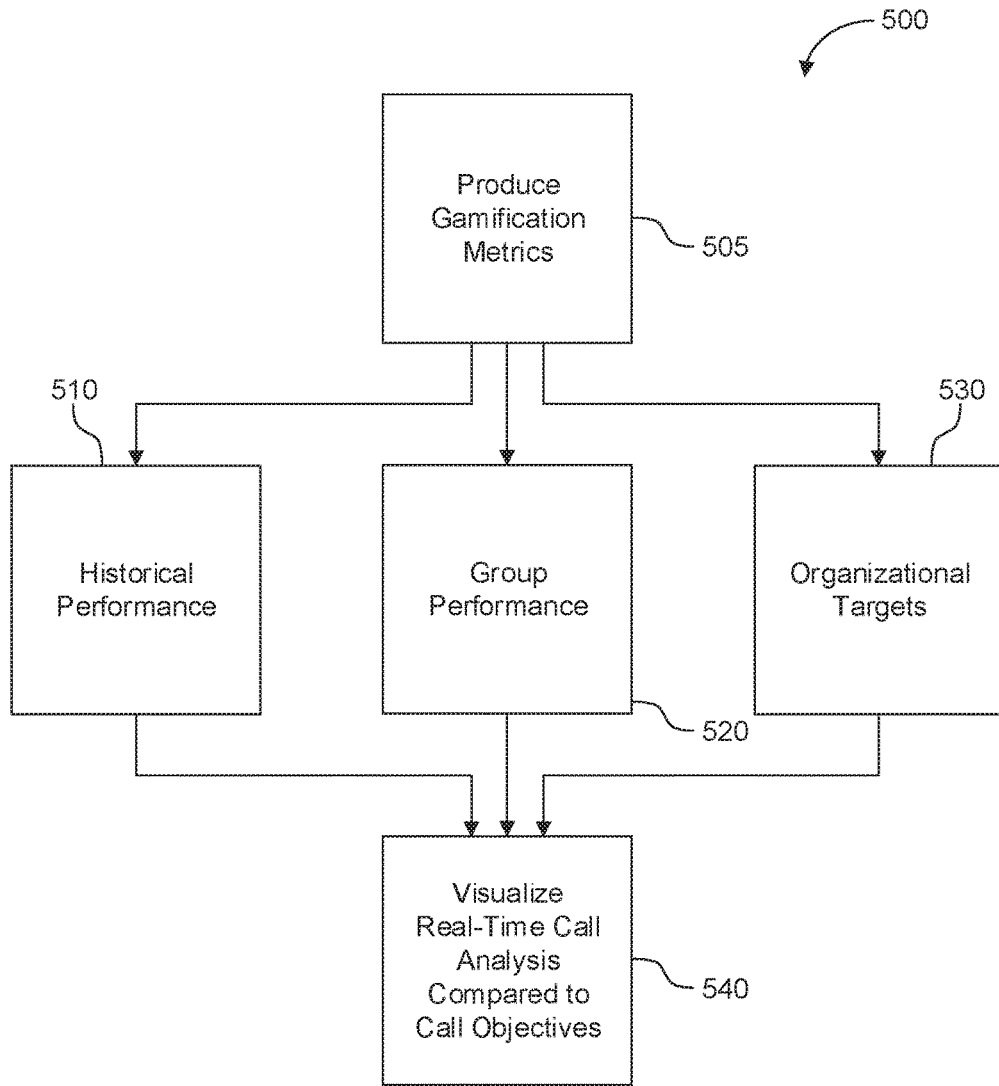 500
Produce
Gamification
Metrics
505
510
530
Historical
Performance
Group
Performance
Organizational
Targets
520
Visualize
Real-Time Call
Analysis
Compared to
Call Objectives
540